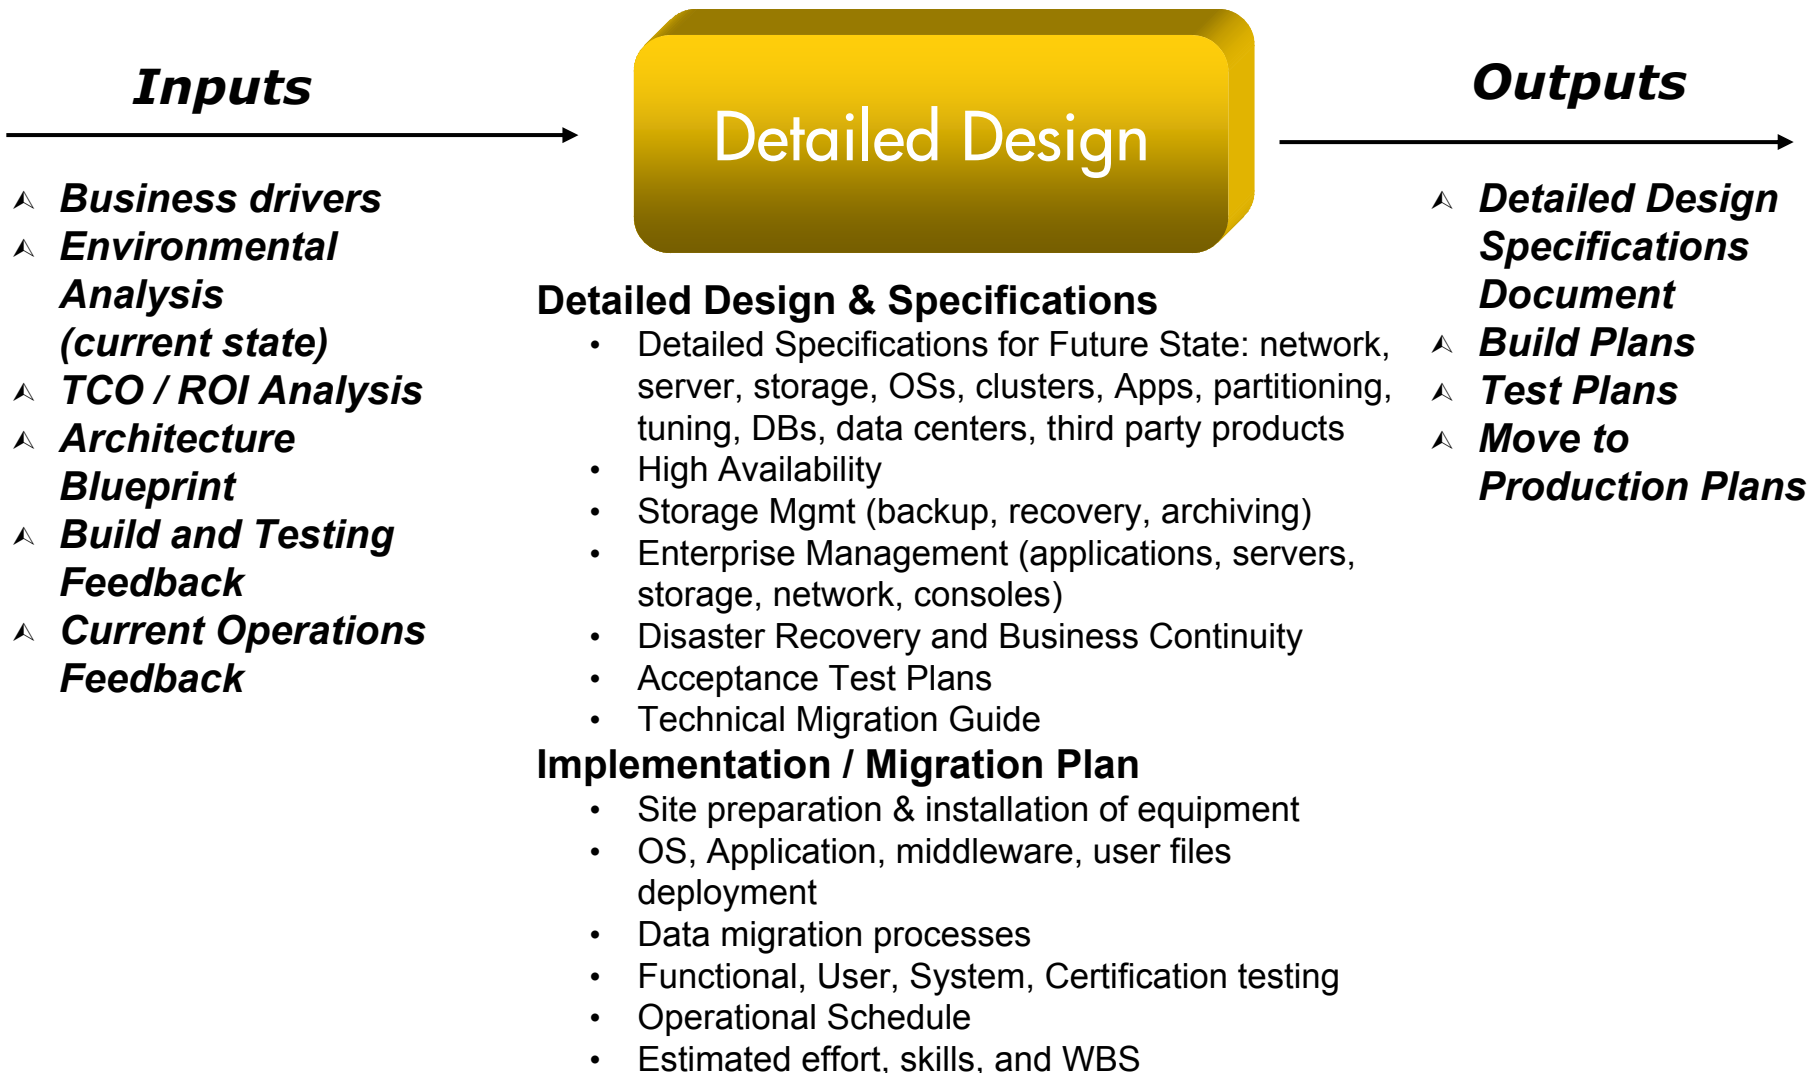 Inputs
Business drivers
Environmental
Analysis
(current state)
TCO / ROI Analysis
Architecture
Blueprint
Build and Testing
Feedback
Current Operations
Feedback
Detailed Design
Detailed Design & Specifications
• Detailed Specifications for Future State: network,
server, storage, OSs, clusters, Apps, partitioning,
tuning, DBs, data centers, third party products
• High Availability
• Storage Mgmt (backup, recovery, archiving)
• Enterprise Management (applications, servers,
storage, network, consoles)
• Disaster Recovery and Business Continuity
• Acceptance Test Plans
• Technical Migration Guide
Implementation / Migration Plan
• Site preparation & installation of equipment
• OS, Application, middleware, user files
deployment
• Data migration processes
• Functional, User, System, Certification testing
• Operational Schedule
• Estimated effort, skills, and WBS
Outputs
Detailed Design
Specifications
Document
Build Plans
Test Plans
Move to
Production Plans